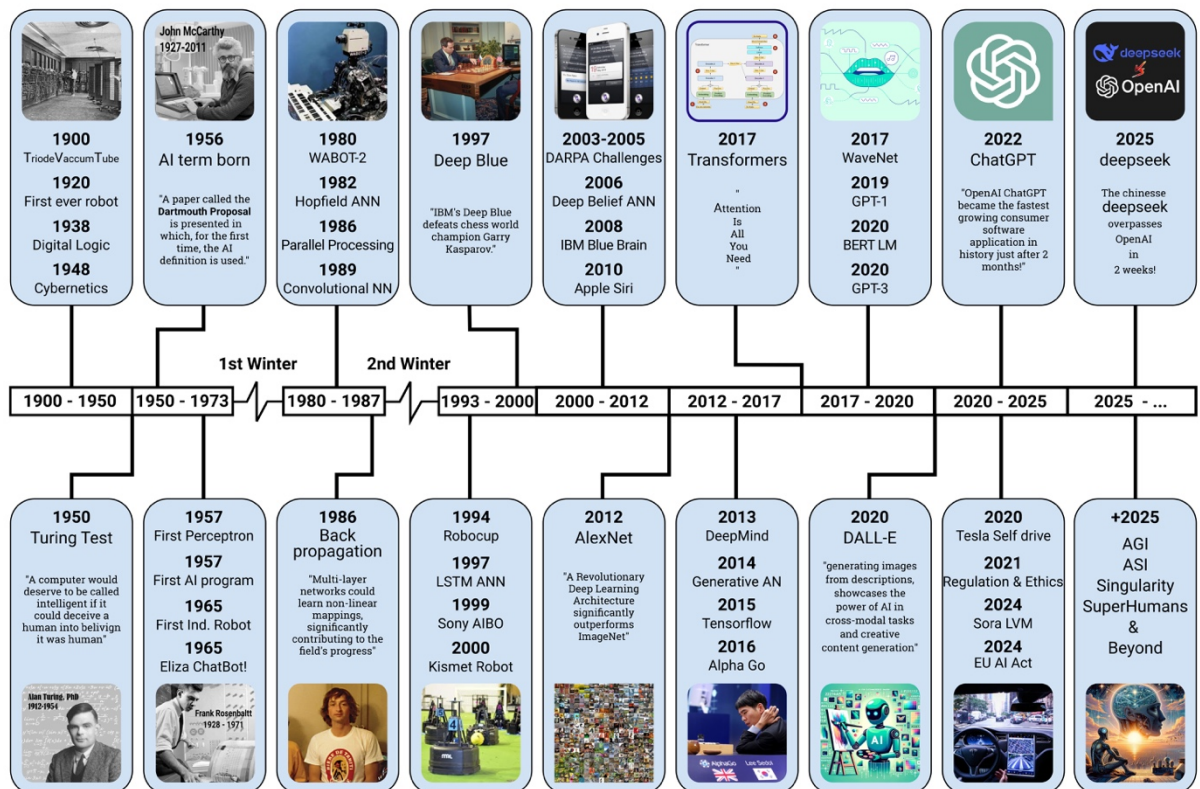 John McCarthy
1927-2011
deepseek
OpenAI
1900
TriodeVaccumTube
1920
First ever robot
1938
Digital Logic
1948
Cybernetics
1956
AI term born
"A paper called the
Dartmouth Proposal
is presented in
which, for the first
time, the AI
definition is used."
1980
WABOT-2
1982
Hopfield ANN
1986
Parallel Processing
1989
Convolutional NN
1997
Deep Blue
"IBM's Deep Blue
defeats chess world
champion Garry
Kasparov."
2003-2005
DARPA Challenges
2006
Deep Belief ANN
2008
IBM Blue Brain
2010
Apple Siri
2017
Transformers
"
Attention
Is
All
You
Need
"
2017
WaveNet
2019
GPT-1
2020
BERT LM
2020
GPT-3
2022
ChatGPT
"OpenAI ChatGPT
became the fastest
growing consumer
software
application in
history just after 2
months!"
2025
deepseek
The chinesse
deepseek
overpasses
OpenAI
in
2 weeks!
1st Winter
2nd Winter
1900 - 1950
1950 - 1973
1980 - 1987
1993 - 2000
2000 - 2012
2012 - 2017
2017 - 2020
2020 - 2025
2025 - ...
1950
Turing Test
"A computer would
deserve to be called
intelligent if it
could deceive a
human into belivign
it was human"
Alan Turing, PhD
1912-1954
1957
First Perceptron
1957
First AI program
1965
First Ind. Robot
1965
Eliza ChatBot!
Frank Rosenbaltt
1928 - 1971
1986
Back
propagation
"Multi-layer
networks could
learn non-linear
mappings,
significantly
contributing to the
field's progress"
1994
Robocup
1997
LSTM ANN
1999
Sony AIBO
2000
Kismet Robot
4
2012
AlexNet
"A Revolutionary
Deep Learning
Architecture
significantly
outperforms
ImageNet"
2013
DeepMind
2014
Generative AN
2015
Tensorflow
2016
Alpha Go
AlphaGo
Lee Sedol
2020
DALL-E
"generating images
from descriptions,
showcases the
power of AI in
cross-modal tasks
and creative
content generation"
AI
2020
Tesla Self drive
2021
Regulation & Ethics
2024
Sora LVM
2024
EU AI Act
+2025
AGI
ASI
Singularity
SuperHumans
&
Beyond